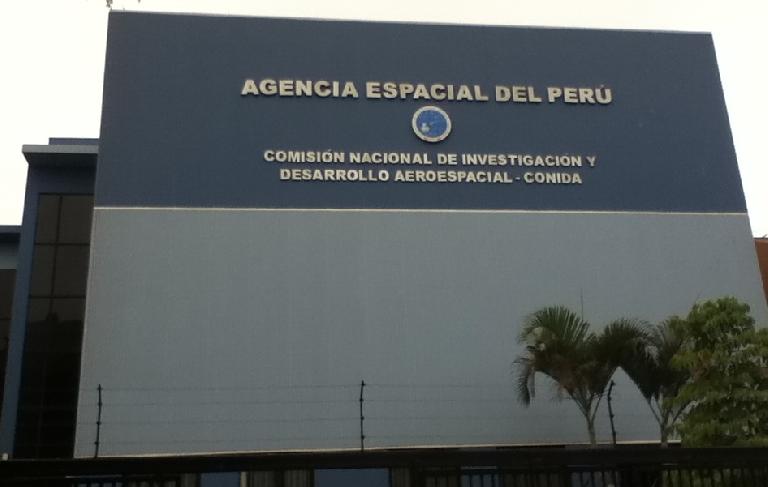 AGENCIA ESPACIAL DEL PERÚ
COMISIÓN NACIONAL DE INVESTIGACIÓN Y
DESARROLLO AEROESPACIAL - CONIDA